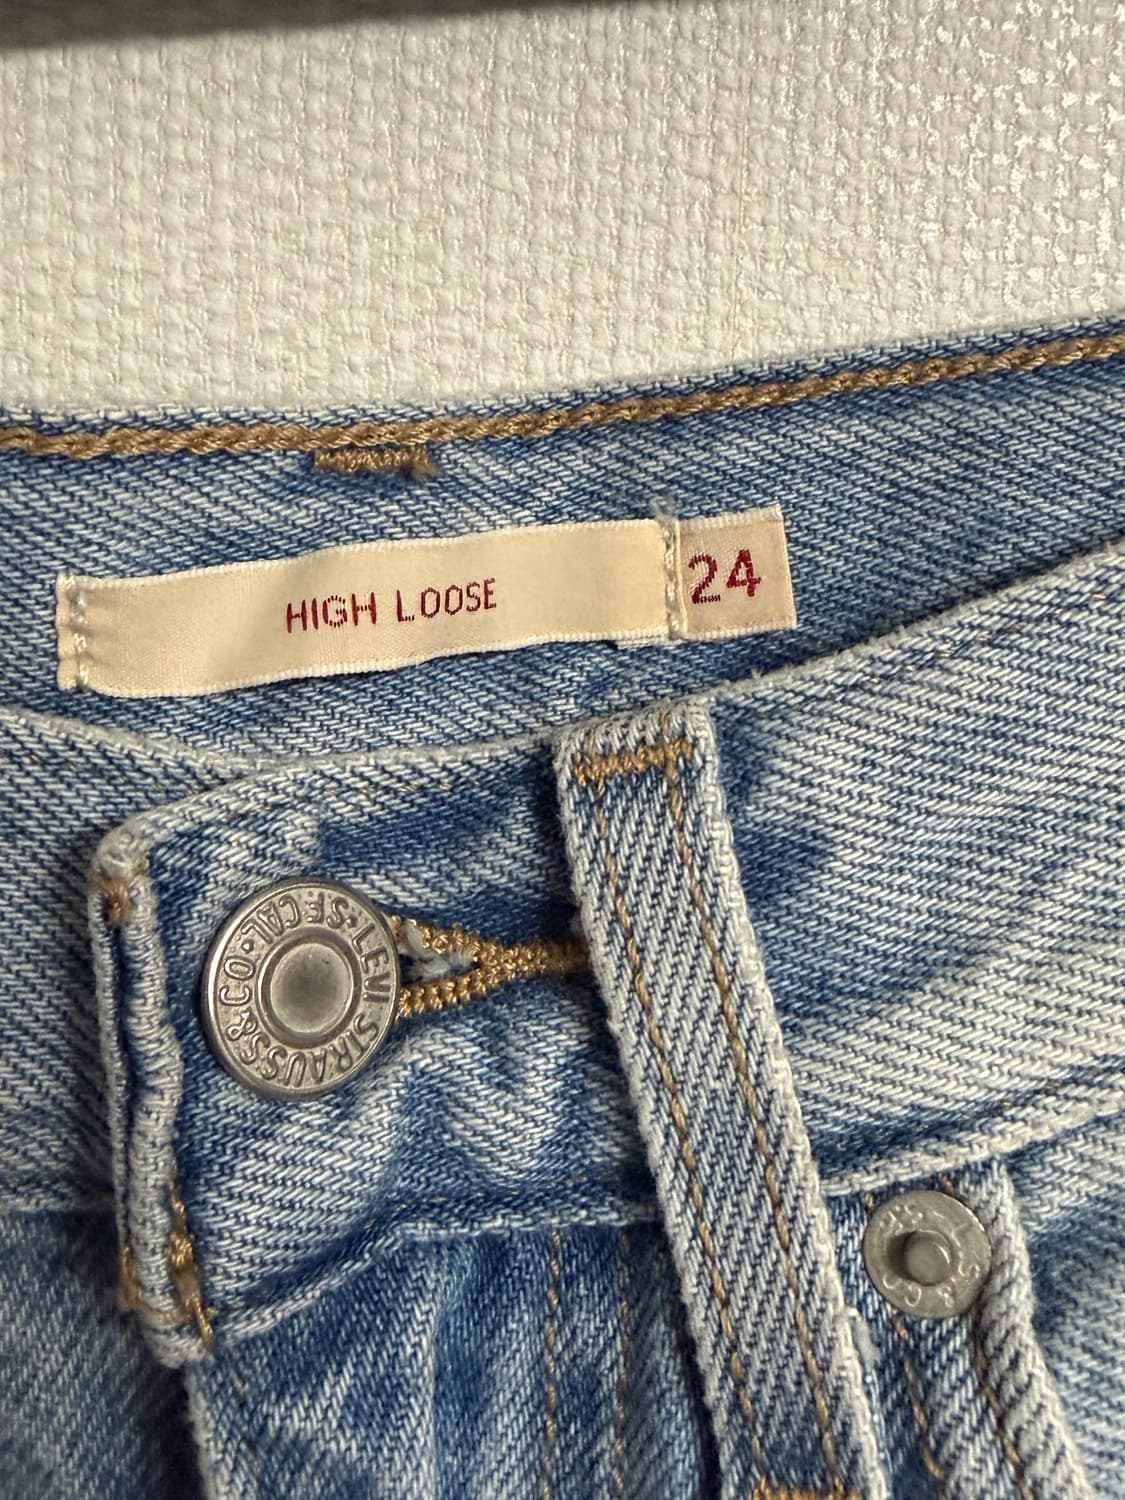 HIGH LOOSE
24
LEVI STRAUSS & CO. S.F. CAL.